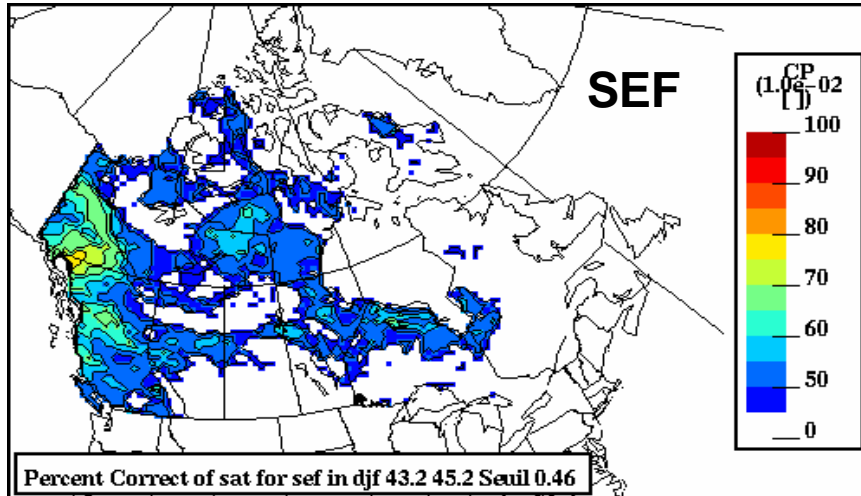 SEF
CP
(1.0e-02
[ ])
100
90
80
70
60
50
0
Percent Correct of sat for sef in djf 43.2 45.2 Seuil 0.46